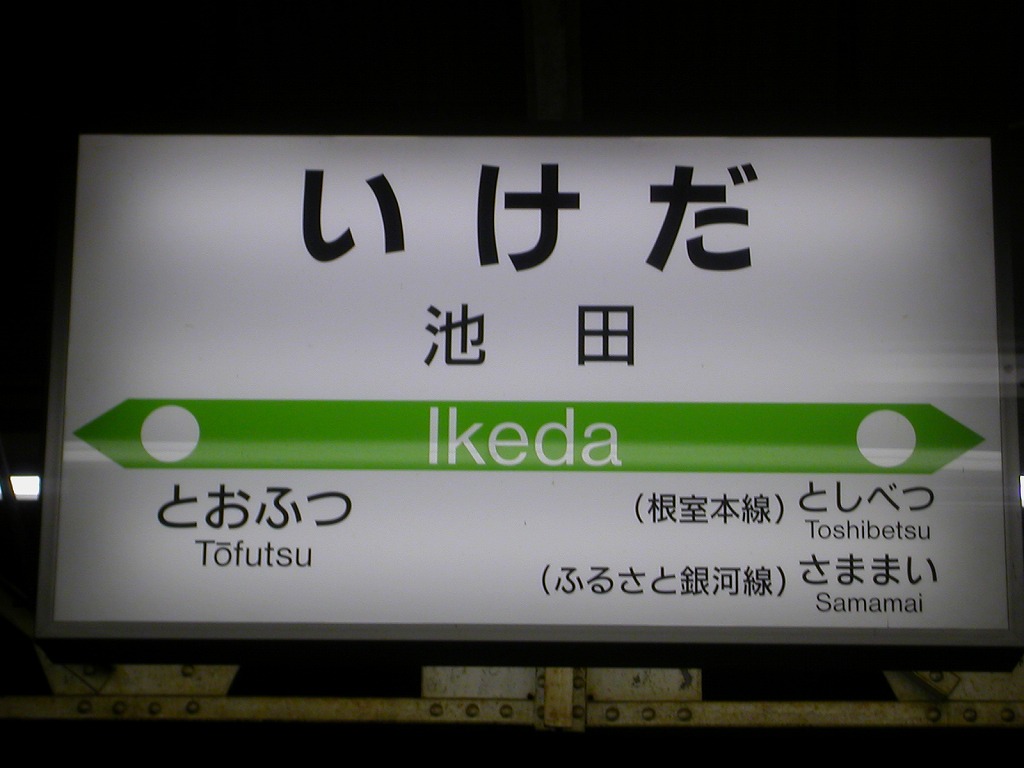 いけだ
池田
Ikeda
とおふつ
Tōfutsu
(根室本線) としべつ
Toshibetsu
(ふるさと銀河線) さままい
Samamai